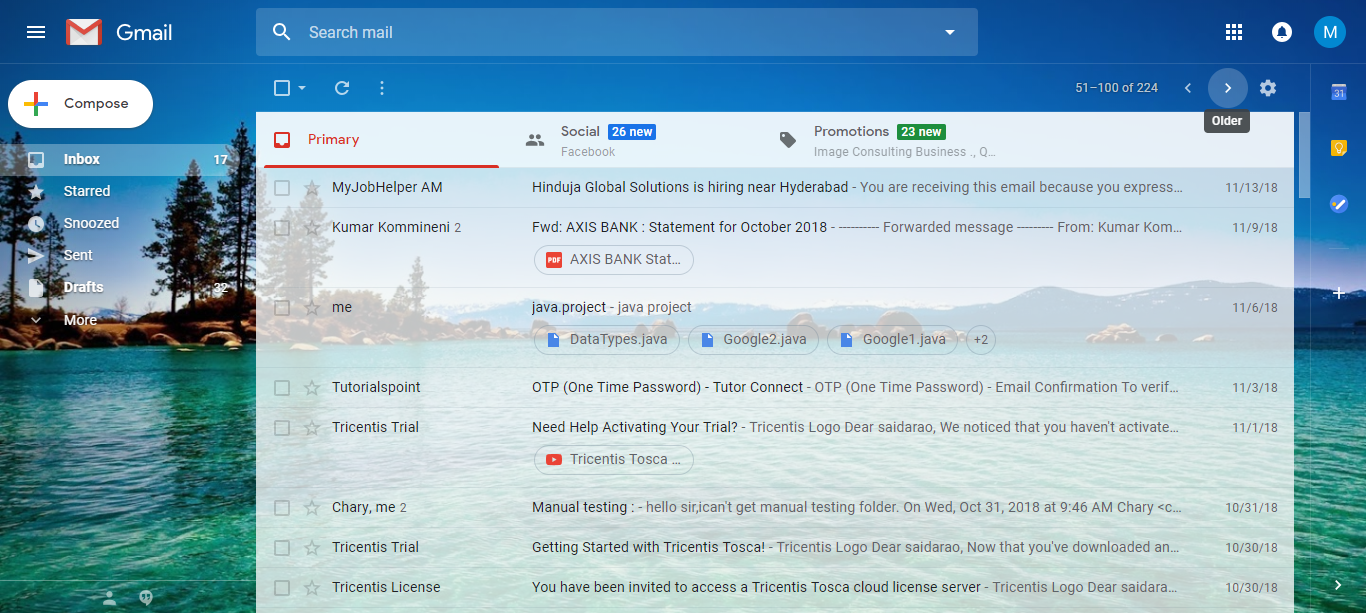 Gmail
Search mail
M
Compose
51–100 of 224
31
Older
Primary
Social 26 new
Facebook
Promotions 23 new
Image Consulting Business ., Q…
Inbox 17
Starred
Snoozed
Sent
Drafts 32
More
MyJobHelper AM Hinduja Global Solutions is hiring near Hyderabad - You are receiving this email because you express… 11/13/18
Kumar Kommineni 2 Fwd: AXIS BANK : Statement for October 2018 - ---------- Forwarded message --------- From: Kumar Kom… 11/9/18
PDF AXIS BANK Stat…
me java.project - java project 11/6/18
DataTypes.java Google2.java Google1.java +2
Tutorialspoint OTP (One Time Password) - Tutor Connect - OTP (One Time Password) - Email Confirmation To verif… 11/3/18
Tricentis Trial Need Help Activating Your Trial? - Tricentis Logo Dear saidarao, We noticed that you haven't activate… 11/1/18
Tricentis Tosca …
Chary, me 2 Manual testing : - hello sir,ican't get manual testing folder. On Wed, Oct 31, 2018 at 9:46 AM Chary <c… 10/31/18
Tricentis Trial Getting Started with Tricentis Tosca! - Tricentis Logo Dear saidarao, Now that you've downloaded an… 10/30/18
Tricentis License You have been invited to access a Tricentis Tosca cloud license server - Tricentis Logo Dear saidara… 10/30/18